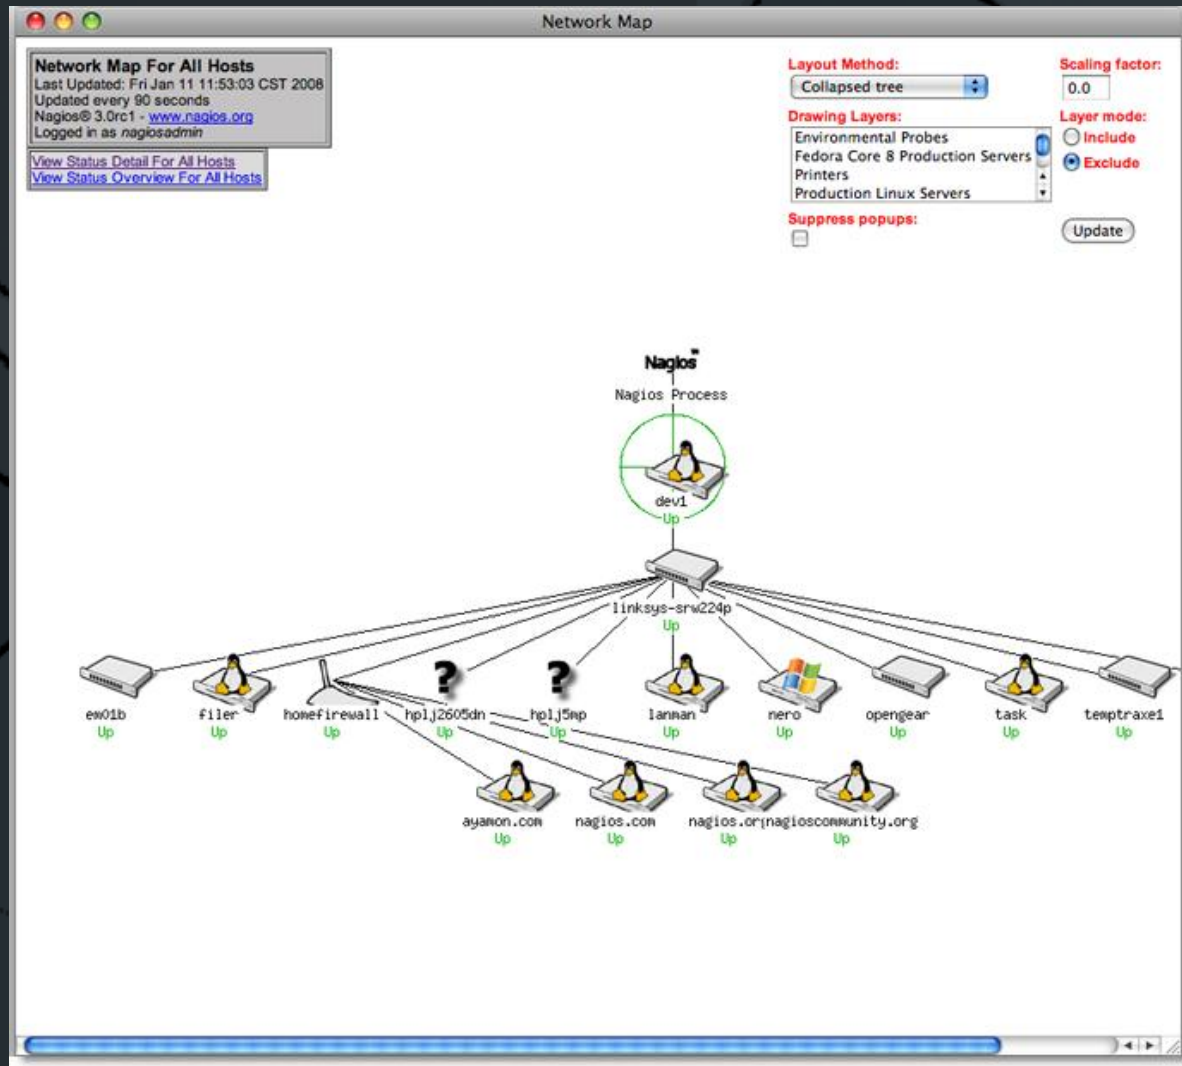 Network Map
Network Map For All Hosts
Last Updated: Fri Jan 11 11:53:03 CST 2008
Updated every 90 seconds
Nagios® 3.0rc1 - www.nagios.org
Logged in as nagiosadmin
View Status Detail For All Hosts
View Status Overview For All Hosts
Layout Method:
Collapsed tree
Scaling factor:
0.0
Drawing Layers:
Environmental Probes
Fedora Core 8 Production Servers
Printers
Production Linux Servers
Layer mode:
Include
Exclude
Suppress popups:
Update
Nagios™
Nagios Process
dev1
Up
linksys-srw224p
Up
em01b filer homefirewall hplj2605dn hplj5mp lanman nero opengear task temptraxe1
Up Up Up Up Up Up Up Up Up Up
ayamon.com nagios.com nagios.org nagioscommunity.org
Up Up Up Up